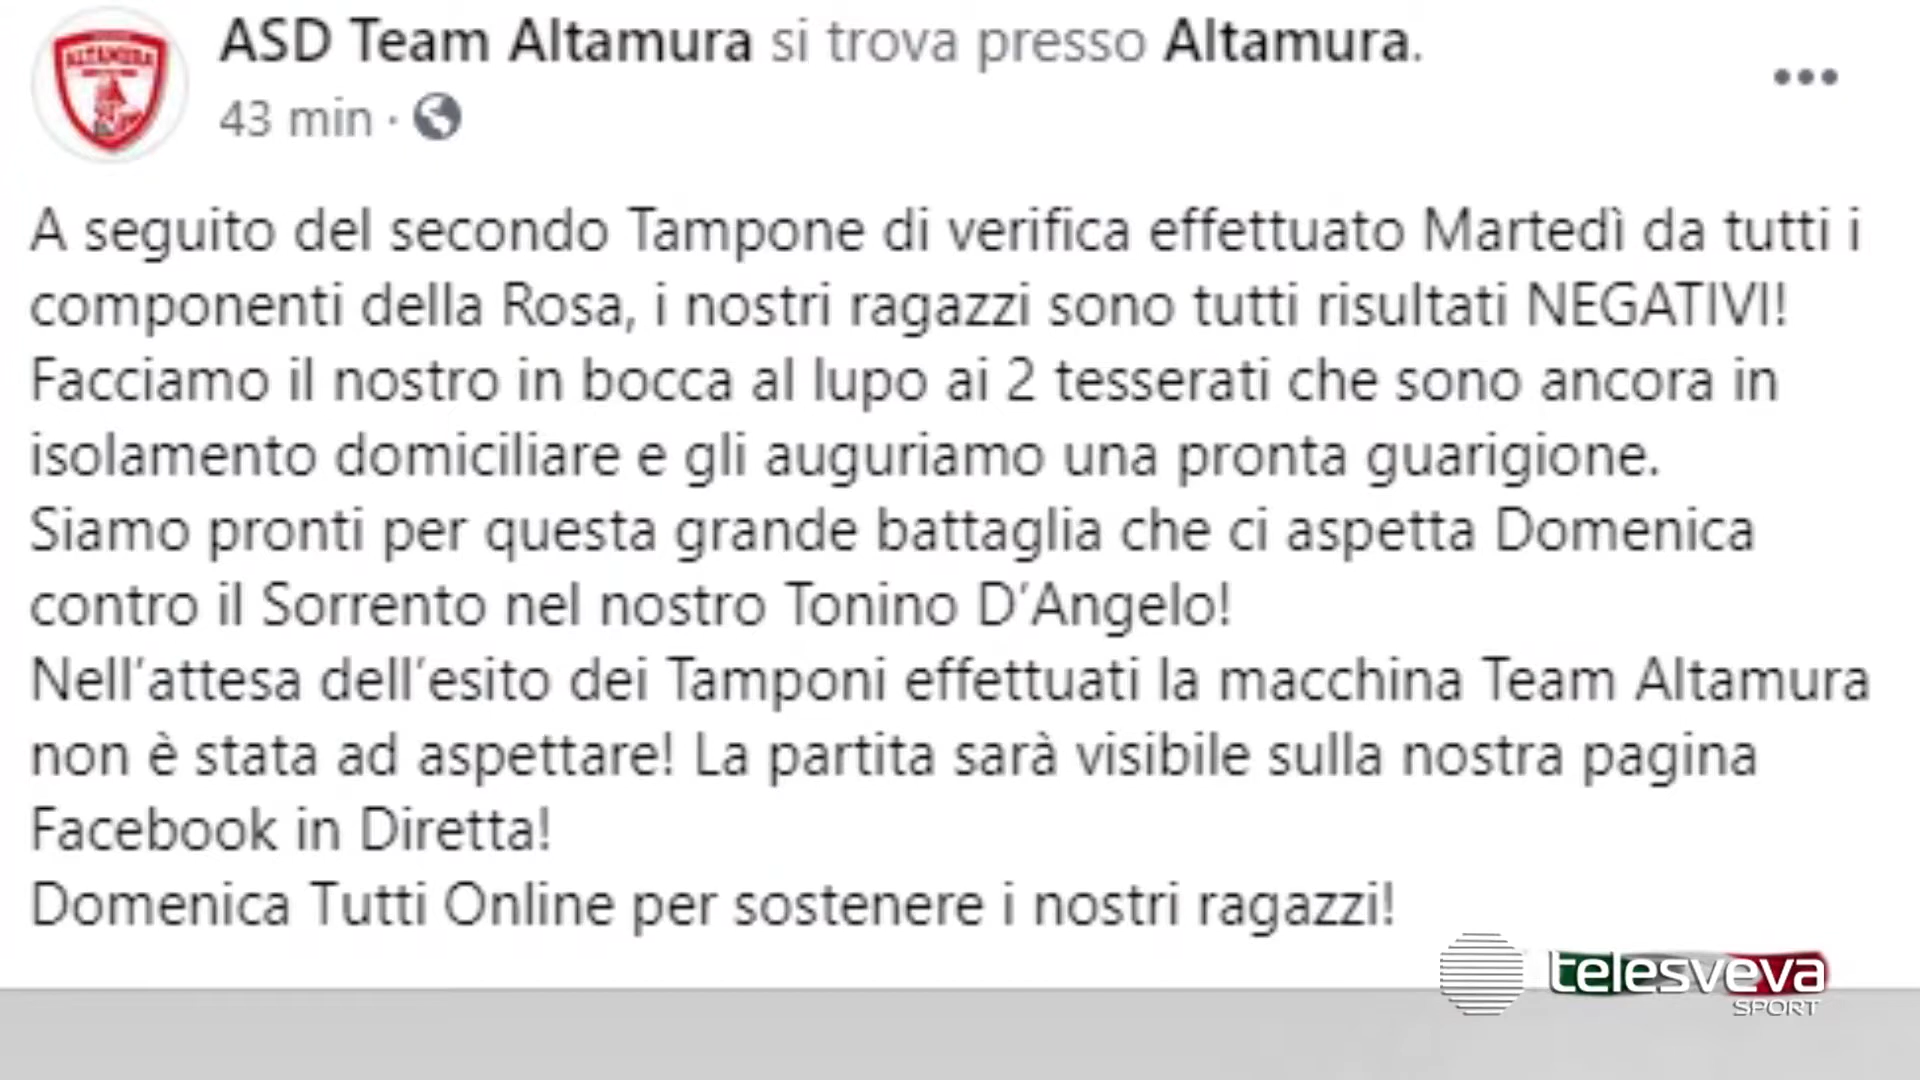 ALTAMURA
ASD Team Altamura si trova presso Altamura.
43 min ·
A seguito del secondo Tampone di verifica effettuato Martedì da tutti i
componenti della Rosa, i nostri ragazzi sono tutti risultati NEGATIVI!
Facciamo il nostro in bocca al lupo ai 2 tesserati che sono ancora in
isolamento domiciliare e gli auguriamo una pronta guarigione.
Siamo pronti per questa grande battaglia che ci aspetta Domenica
contro il Sorrento nel nostro Tonino D'Angelo!
Nell'attesa dell'esito dei Tamponi effettuati la macchina Team Altamura
non è stata ad aspettare! La partita sarà visibile sulla nostra pagina
Facebook in Diretta!
Domenica Tutti Online per sostenere i nostri ragazzi!
telesveva
SPORT